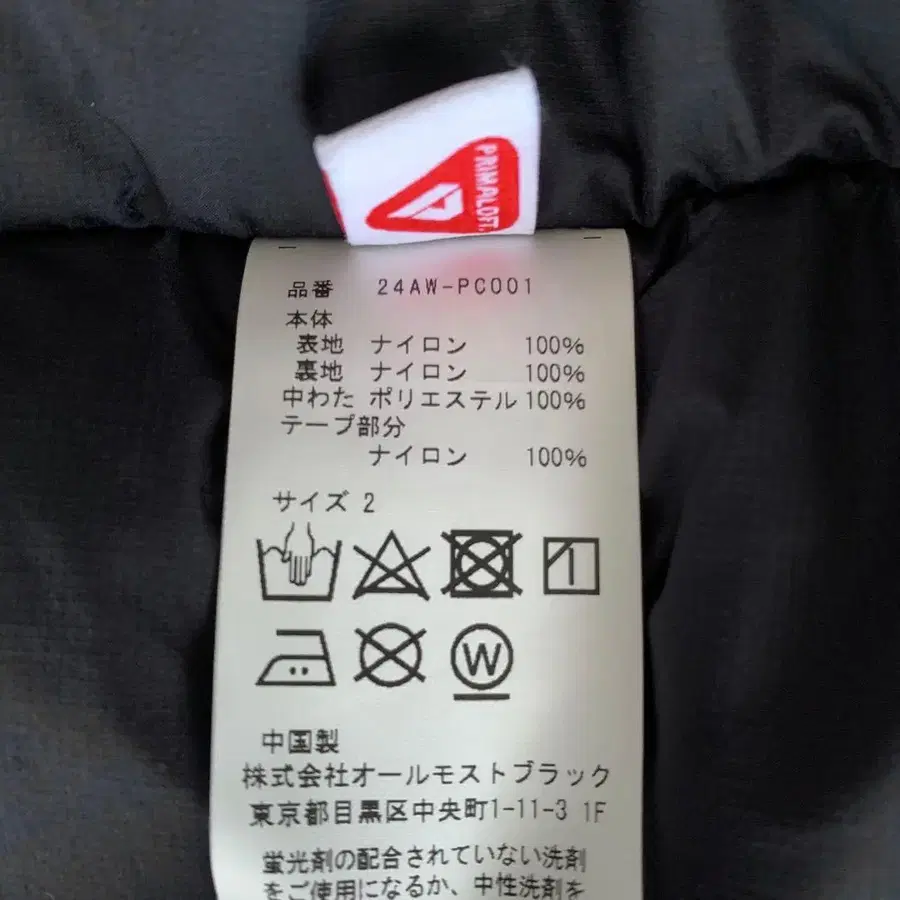 PRIMALOFT®
品番 24AW-PC001
本体
表地 ナイロン 100%
裏地 ナイロン 100%
中わた ポリエステル 100%
テープ部分
ナイロン 100%
サイズ 2
W
中国製
株式会社オールモストブラック
東京都目黒区中央町1-11-3 1F
蛍光剤の配合されていない洗剤
をご使用になるか、中性洗剤を